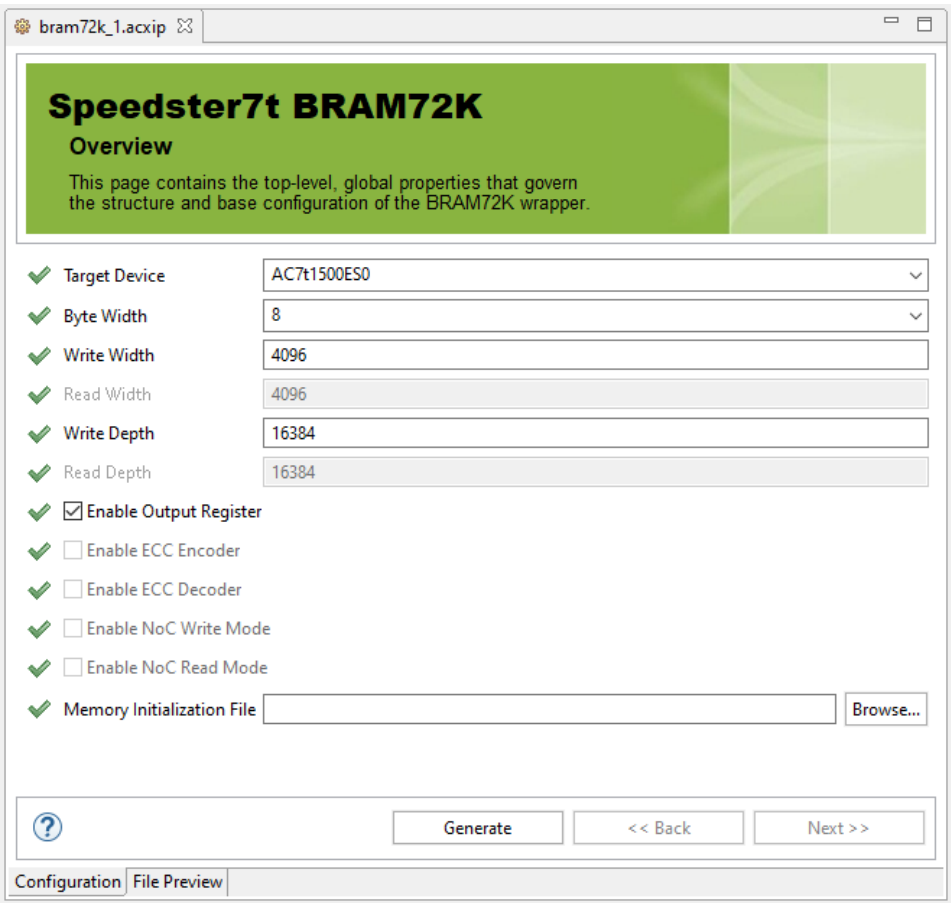 bram72k_1.acxip
Speedster7t BRAM72K
Overview
This page contains the top-level, global properties that govern
the structure and base configuration of the BRAM72K wrapper.
Target Device AC7t1500ES0
Byte Width 8
Write Width 4096
Read Width 4096
Write Depth 16384
Read Depth 16384
Enable Output Register
Enable ECC Encoder
Enable ECC Decoder
Enable NoC Write Mode
Enable NoC Read Mode
Memory Initialization File Browse...
? Generate << Back Next >>
Configuration File Preview